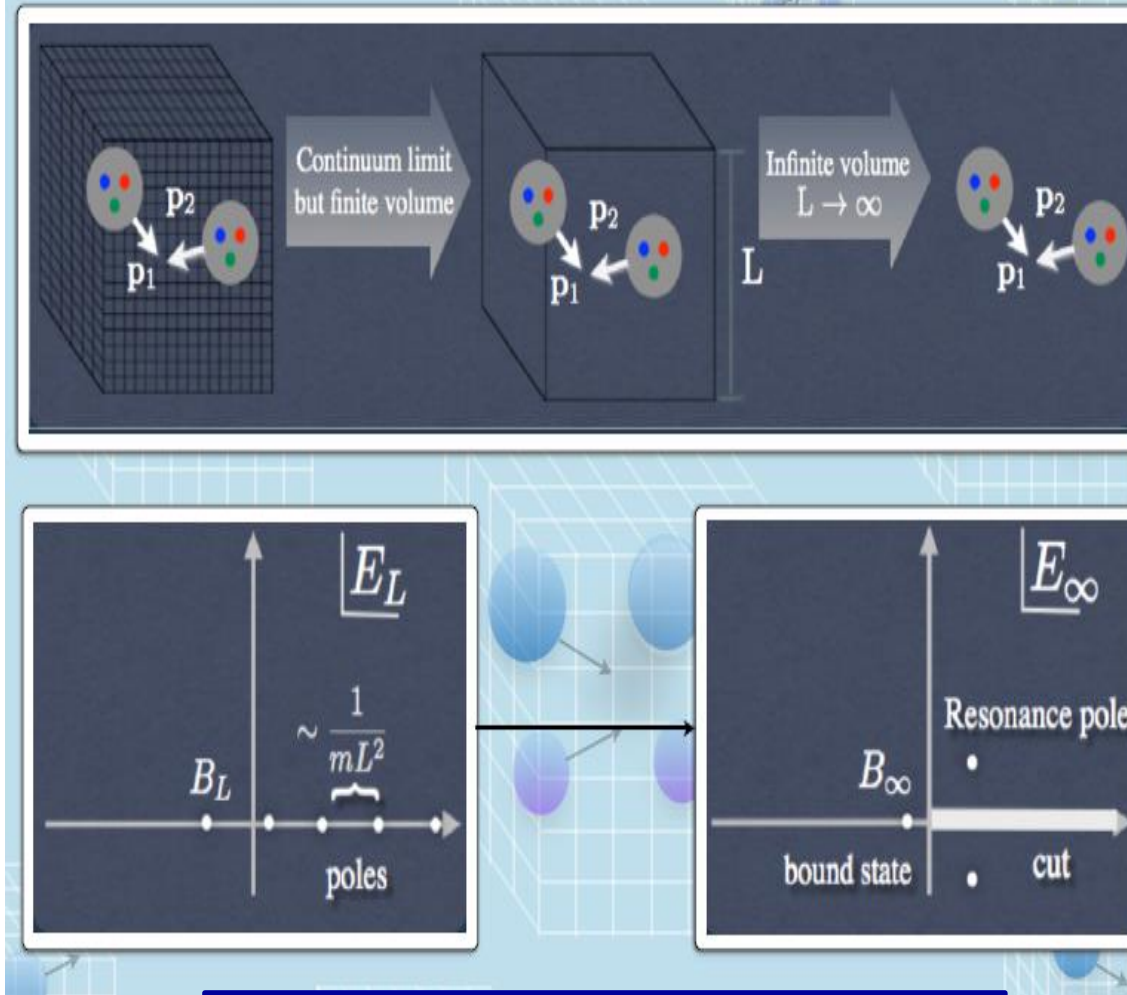 Continuum limit
but finite volume
Infinite volume
L → ∞
p₂
p₁
p₂
p₁
L
p₂
p₁
E_L
~ 1/mL²
B_L
poles
E_∞
Resonance pole
B_∞
bound state
cut